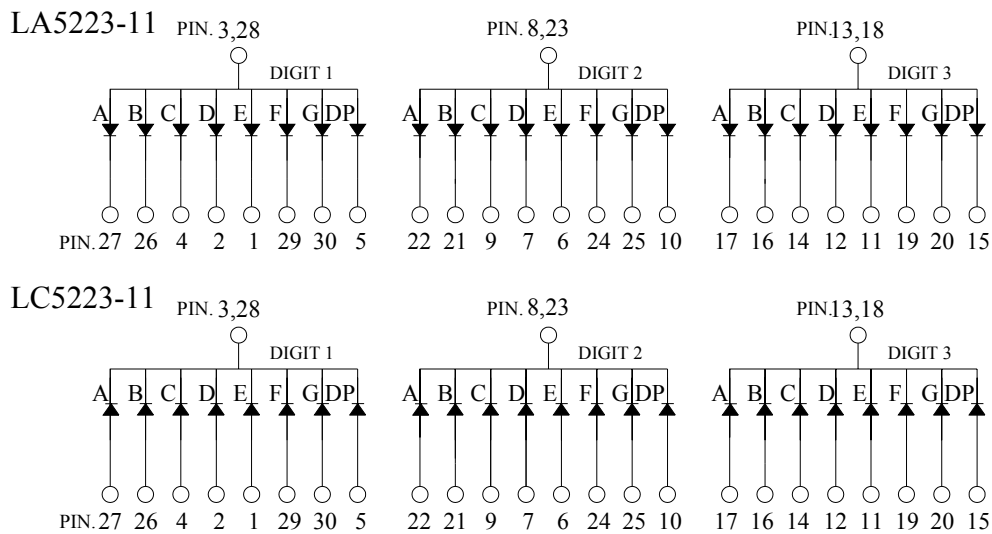 LA5223-11
PIN. 3,28 PIN. 8,23 PIN.13,18
DIGIT 1 DIGIT 2 DIGIT 3
A B C D E F G DP A B C D E F G DP A B C D E F G DP
PIN. 27 26 4 2 1 29 30 5 22 21 9 7 6 24 25 10 17 16 14 12 11 19 20 15
LC5223-11
PIN. 3,28 PIN. 8,23 PIN.13,18
DIGIT 1 DIGIT 2 DIGIT 3
A B C D E F G DP A B C D E F G DP A B C D E F G DP
PIN. 27 26 4 2 1 29 30 5 22 21 9 7 6 24 25 10 17 16 14 12 11 19 20 15